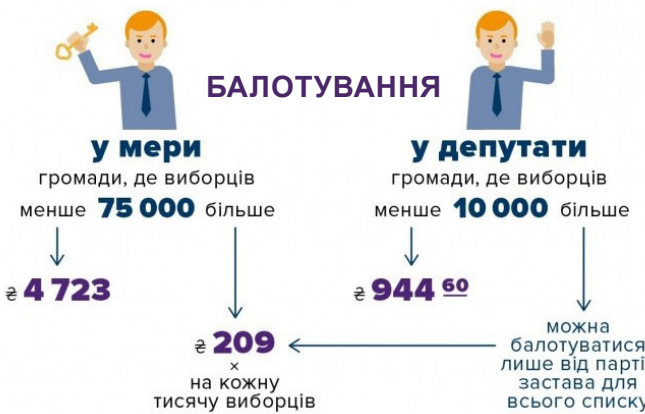 БАЛОТУВАННЯ
у мери
громади, де виборців
менше 75 000 більше
₴ 4 723
₴ 209
×
на кожну
тисячу виборців
у депутати
громади, де виборців
менше 10 000 більше
₴ 944 60
можна
балотуватися
лише від парті
застава для
всього списку